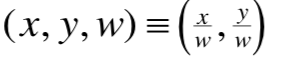 (x, y, w) ≡ (x/w, y/w)